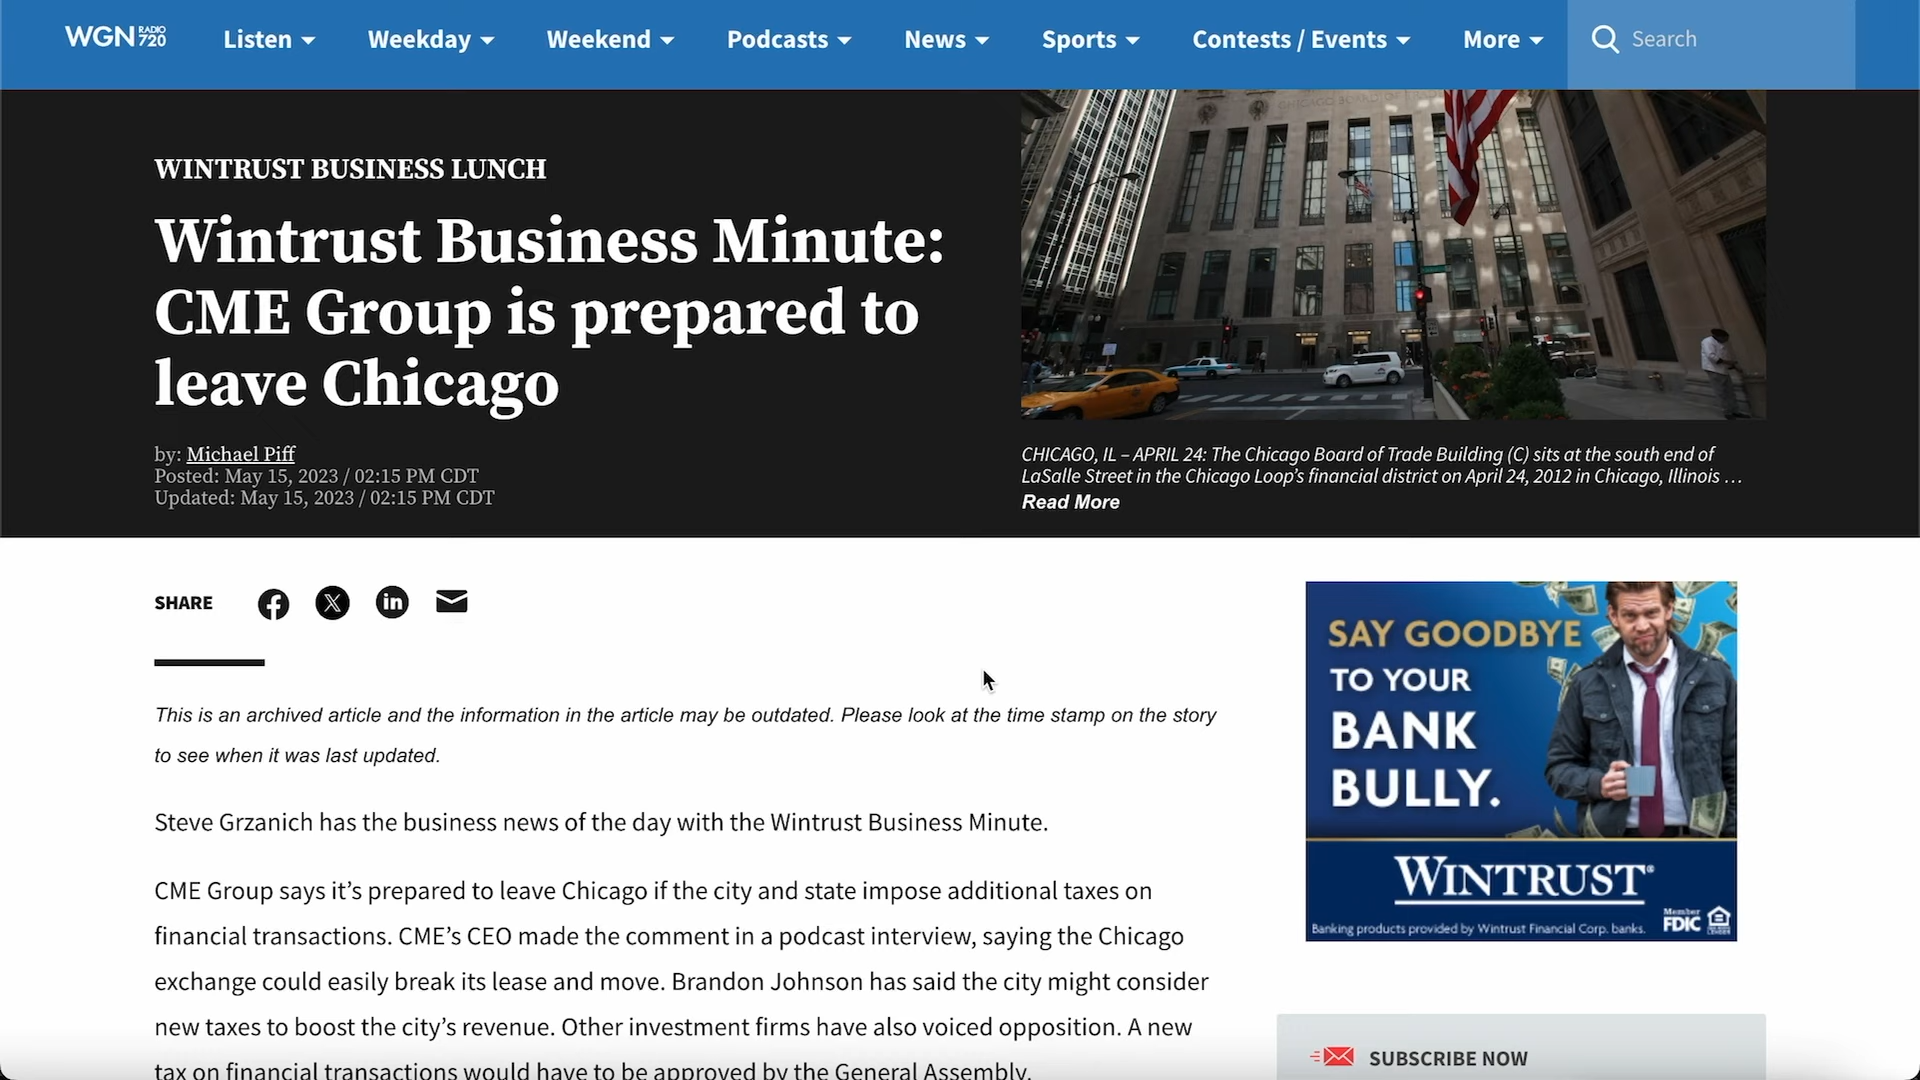 WGN RADIO 720
Listen
Weekday
Weekend
Podcasts
News
Sports
Contests / Events
More
Search
WINTRUST BUSINESS LUNCH
Wintrust Business Minute:
CME Group is prepared to
leave Chicago
by: Michael Piff
Posted: May 15, 2023 / 02:15 PM CDT
Updated: May 15, 2023 / 02:15 PM CDT
CHICAGO, IL – APRIL 24: The Chicago Board of Trade Building (C) sits at the south end of
LaSalle Street in the Chicago Loop’s financial district on April 24, 2012 in Chicago, Illinois …
Read More
SHARE
This is an archived article and the information in the article may be outdated. Please look at the time stamp on the story
to see when it was last updated.
Steve Grzanich has the business news of the day with the Wintrust Business Minute.
CME Group says it’s prepared to leave Chicago if the city and state impose additional taxes on
financial transactions. CME’s CEO made the comment in a podcast interview, saying the Chicago
exchange could easily break its lease and move. Brandon Johnson has said the city might consider
new taxes to boost the city’s revenue. Other investment firms have also voiced opposition. A new
tax on financial transactions would have to be approved by the General Assembly.
SAY GOODBYE
TO YOUR
BANK
BULLY.
WINTRUST®
Member
FDIC
Banking products provided by Wintrust Financial Corp. banks.
SUBSCRIBE NOW